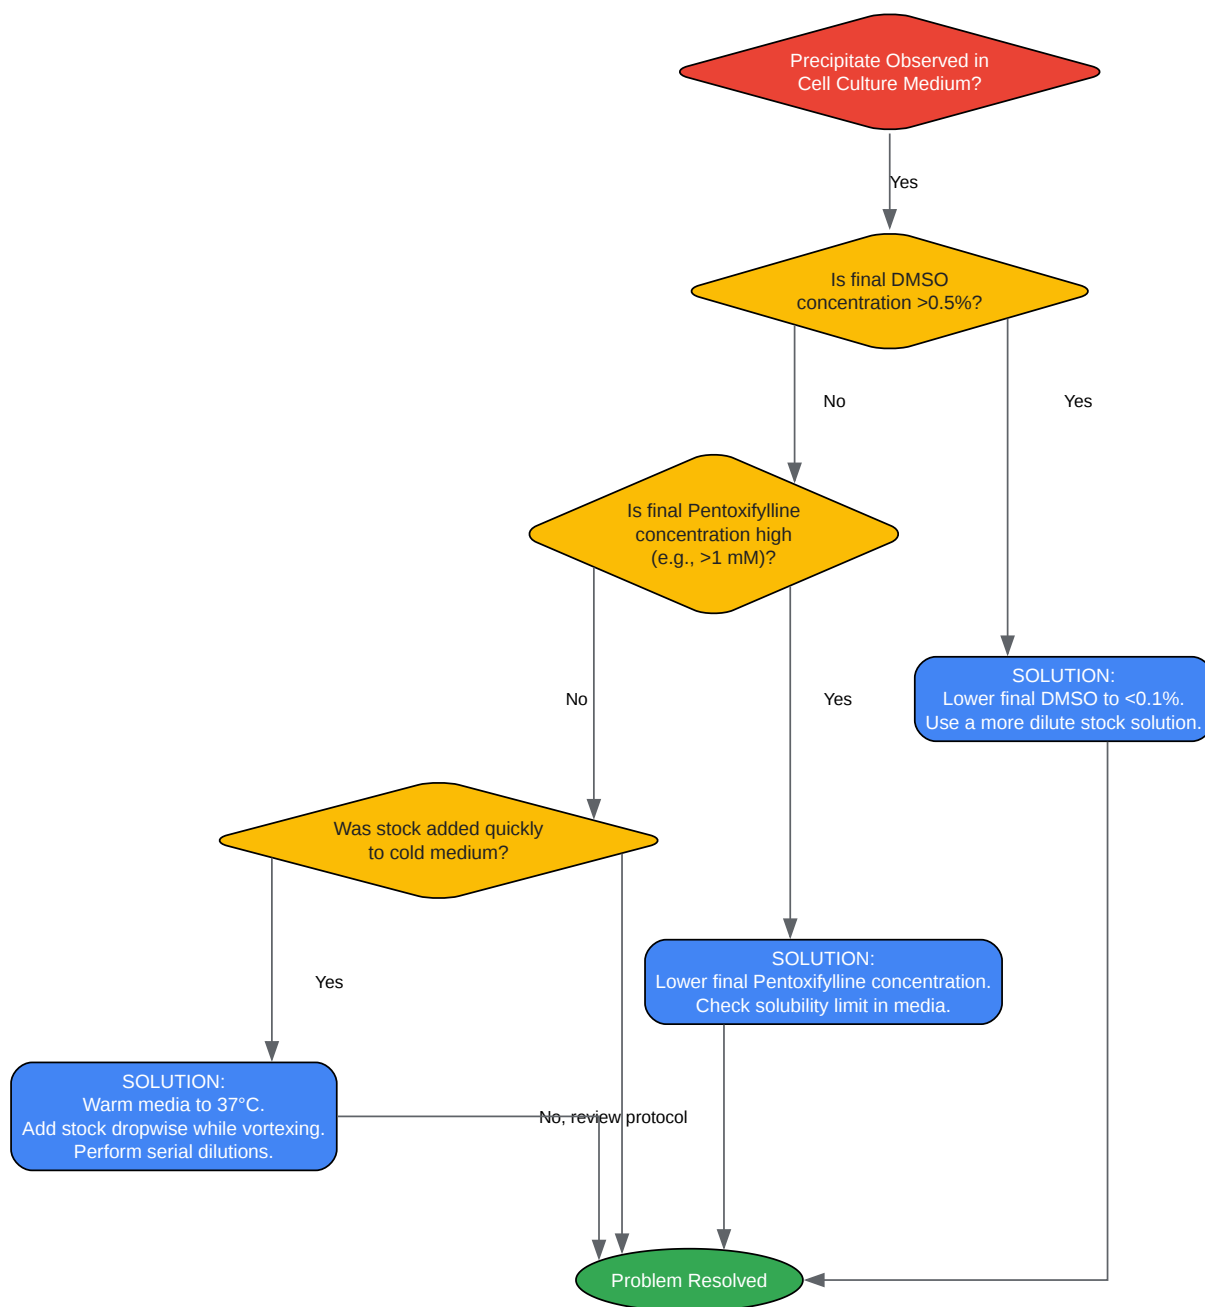 Precipitate Observed in
Cell Culture Medium?
Yes
Is final DMSO
concentration >0.5%?
No
Yes
Is final Pentoxifylline
concentration high
(e.g., >1 mM)?
No
Yes
SOLUTION:
Lower final DMSO to <0.1%.
Use a more dilute stock solution.
Was stock added quickly
to cold medium?
Yes
SOLUTION:
Lower final Pentoxifylline concentration.
Check solubility limit in media.
SOLUTION:
Warm media to 37°C.
Add stock dropwise while vortexing.
Perform serial dilutions.
No, review protocol
Problem Resolved